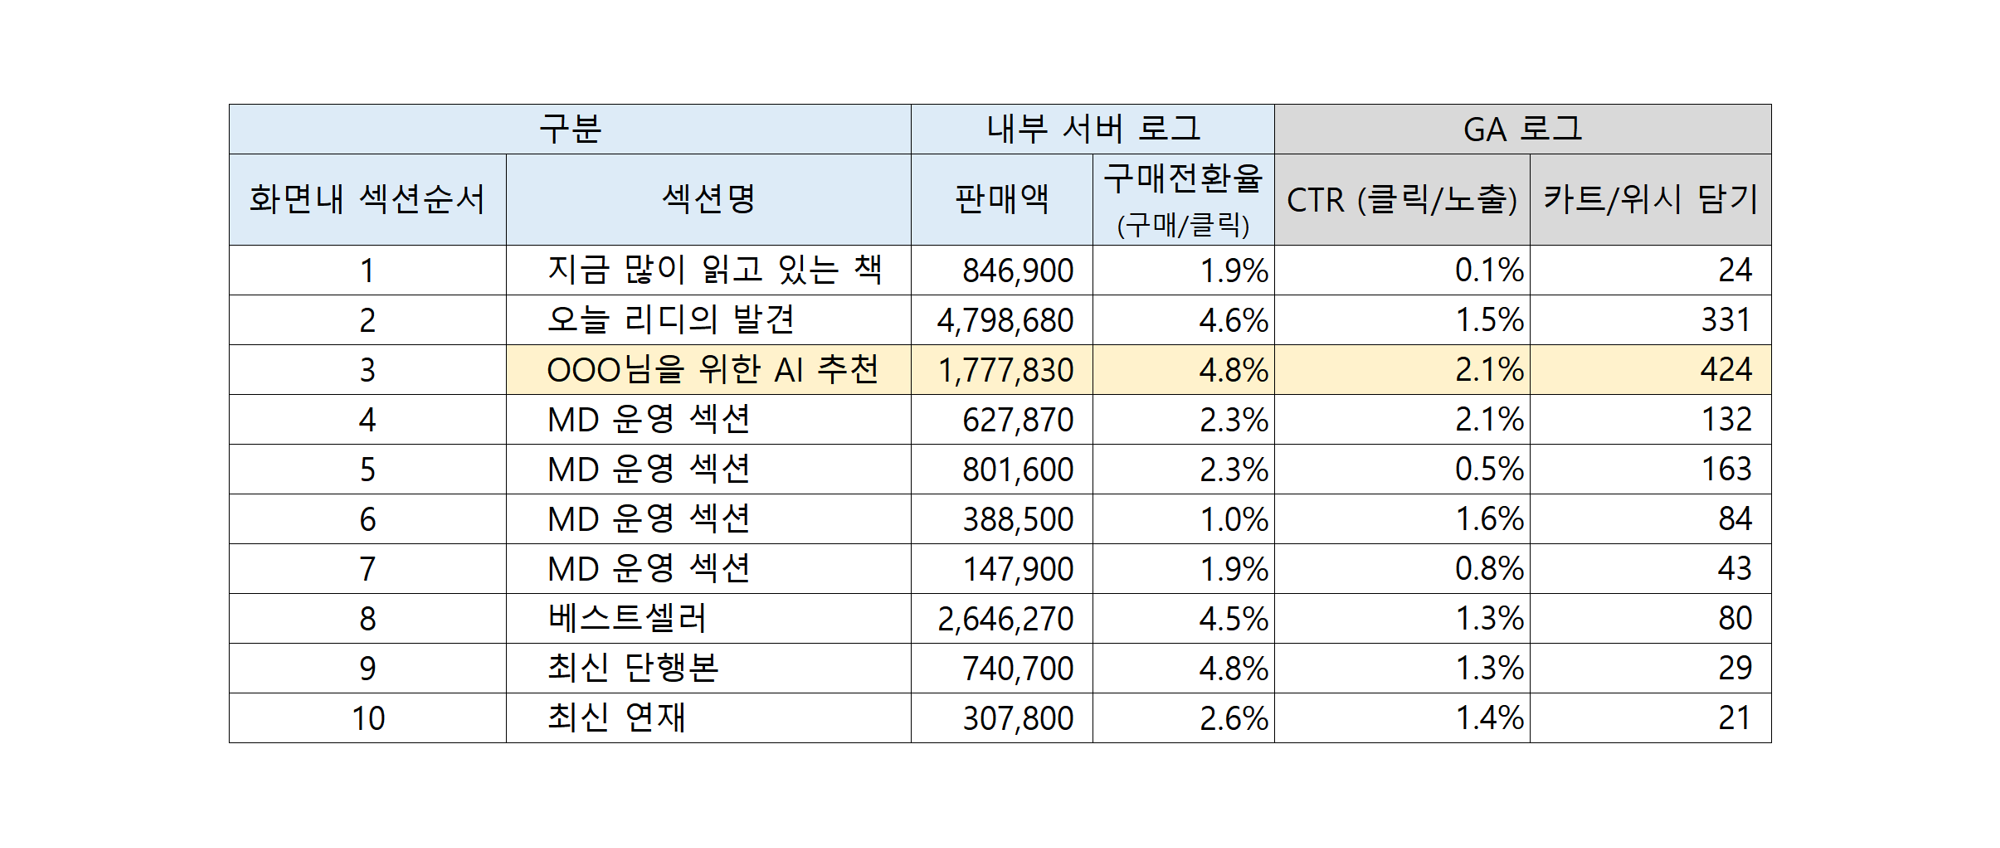 구분 내부 서버 로그 GA 로그
화면내 섹션순서 섹션명 판매액 구매전환율 (구매/클릭) CTR (클릭/노출) 카트/위시 담기
1 지금 많이 읽고 있는 책 846,900 1.9% 0.1% 24
2 오늘 리디의 발견 4,798,680 4.6% 1.5% 331
3 OOO님을 위한 AI 추천 1,777,830 4.8% 2.1% 424
4 MD 운영 섹션 627,870 2.3% 2.1% 132
5 MD 운영 섹션 801,600 2.3% 0.5% 163
6 MD 운영 섹션 388,500 1.0% 1.6% 84
7 MD 운영 섹션 147,900 1.9% 0.8% 43
8 베스트셀러 2,646,270 4.5% 1.3% 80
9 최신 단행본 740,700 4.8% 1.3% 29
10 최신 연재 307,800 2.6% 1.4% 21